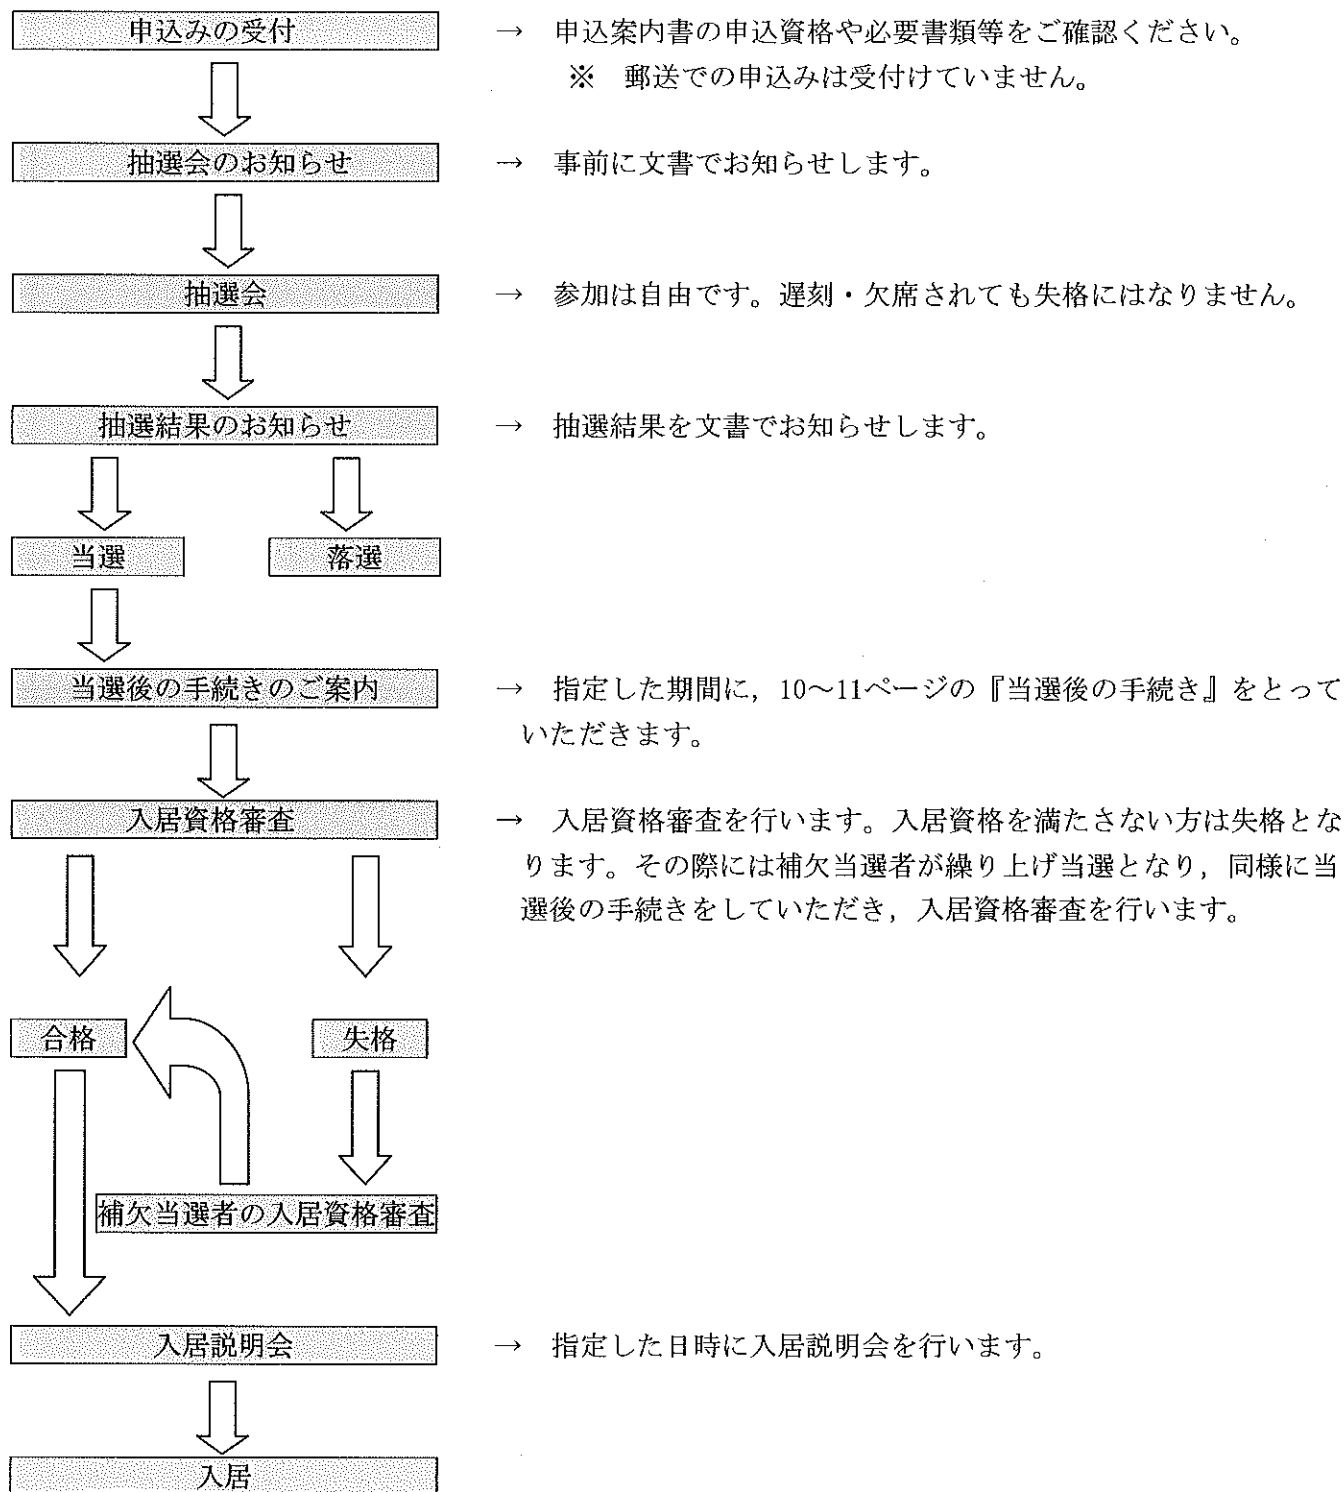 申込みの受付
→ 申込案内書の申込資格や必要書類等をご確認ください。
※ 郵送での申込みは受付けていません。
抽選会のお知らせ
→ 事前に文書でお知らせします。
抽選会
→ 参加は自由です。遅刻・欠席されても失格にはなりません。
抽選結果のお知らせ
→ 抽選結果を文書でお知らせします。
当選
落選
当選後の手続きのご案内
→ 指定した期間に，10～11ページの『当選後の手続き』をとって
いただきます。
入居資格審査
→ 入居資格審査を行います。入居資格を満たさない方は失格とな
ります。その際には補欠当選者が繰り上げ当選となり，同様に当
選後の手続きをしていただき，入居資格審査を行います。
合格
失格
補欠当選者の入居資格審査
入居説明会
→ 指定した日時に入居説明会を行います。
入居